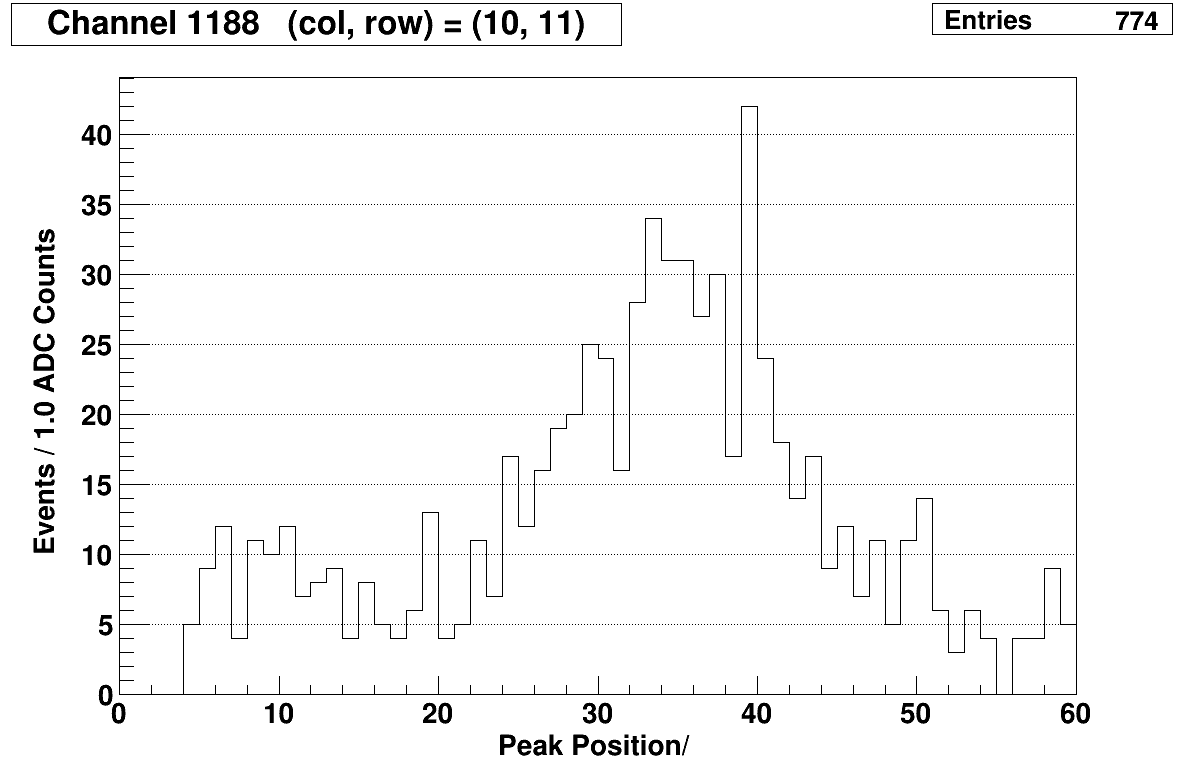 Channel 1188 (col, row) = (10, 11)
Entries 774
Events / 1.0 ADC Counts
40
35
30
25
20
15
10
5
0
0 10 20 30 40 50 60
Peak Position/